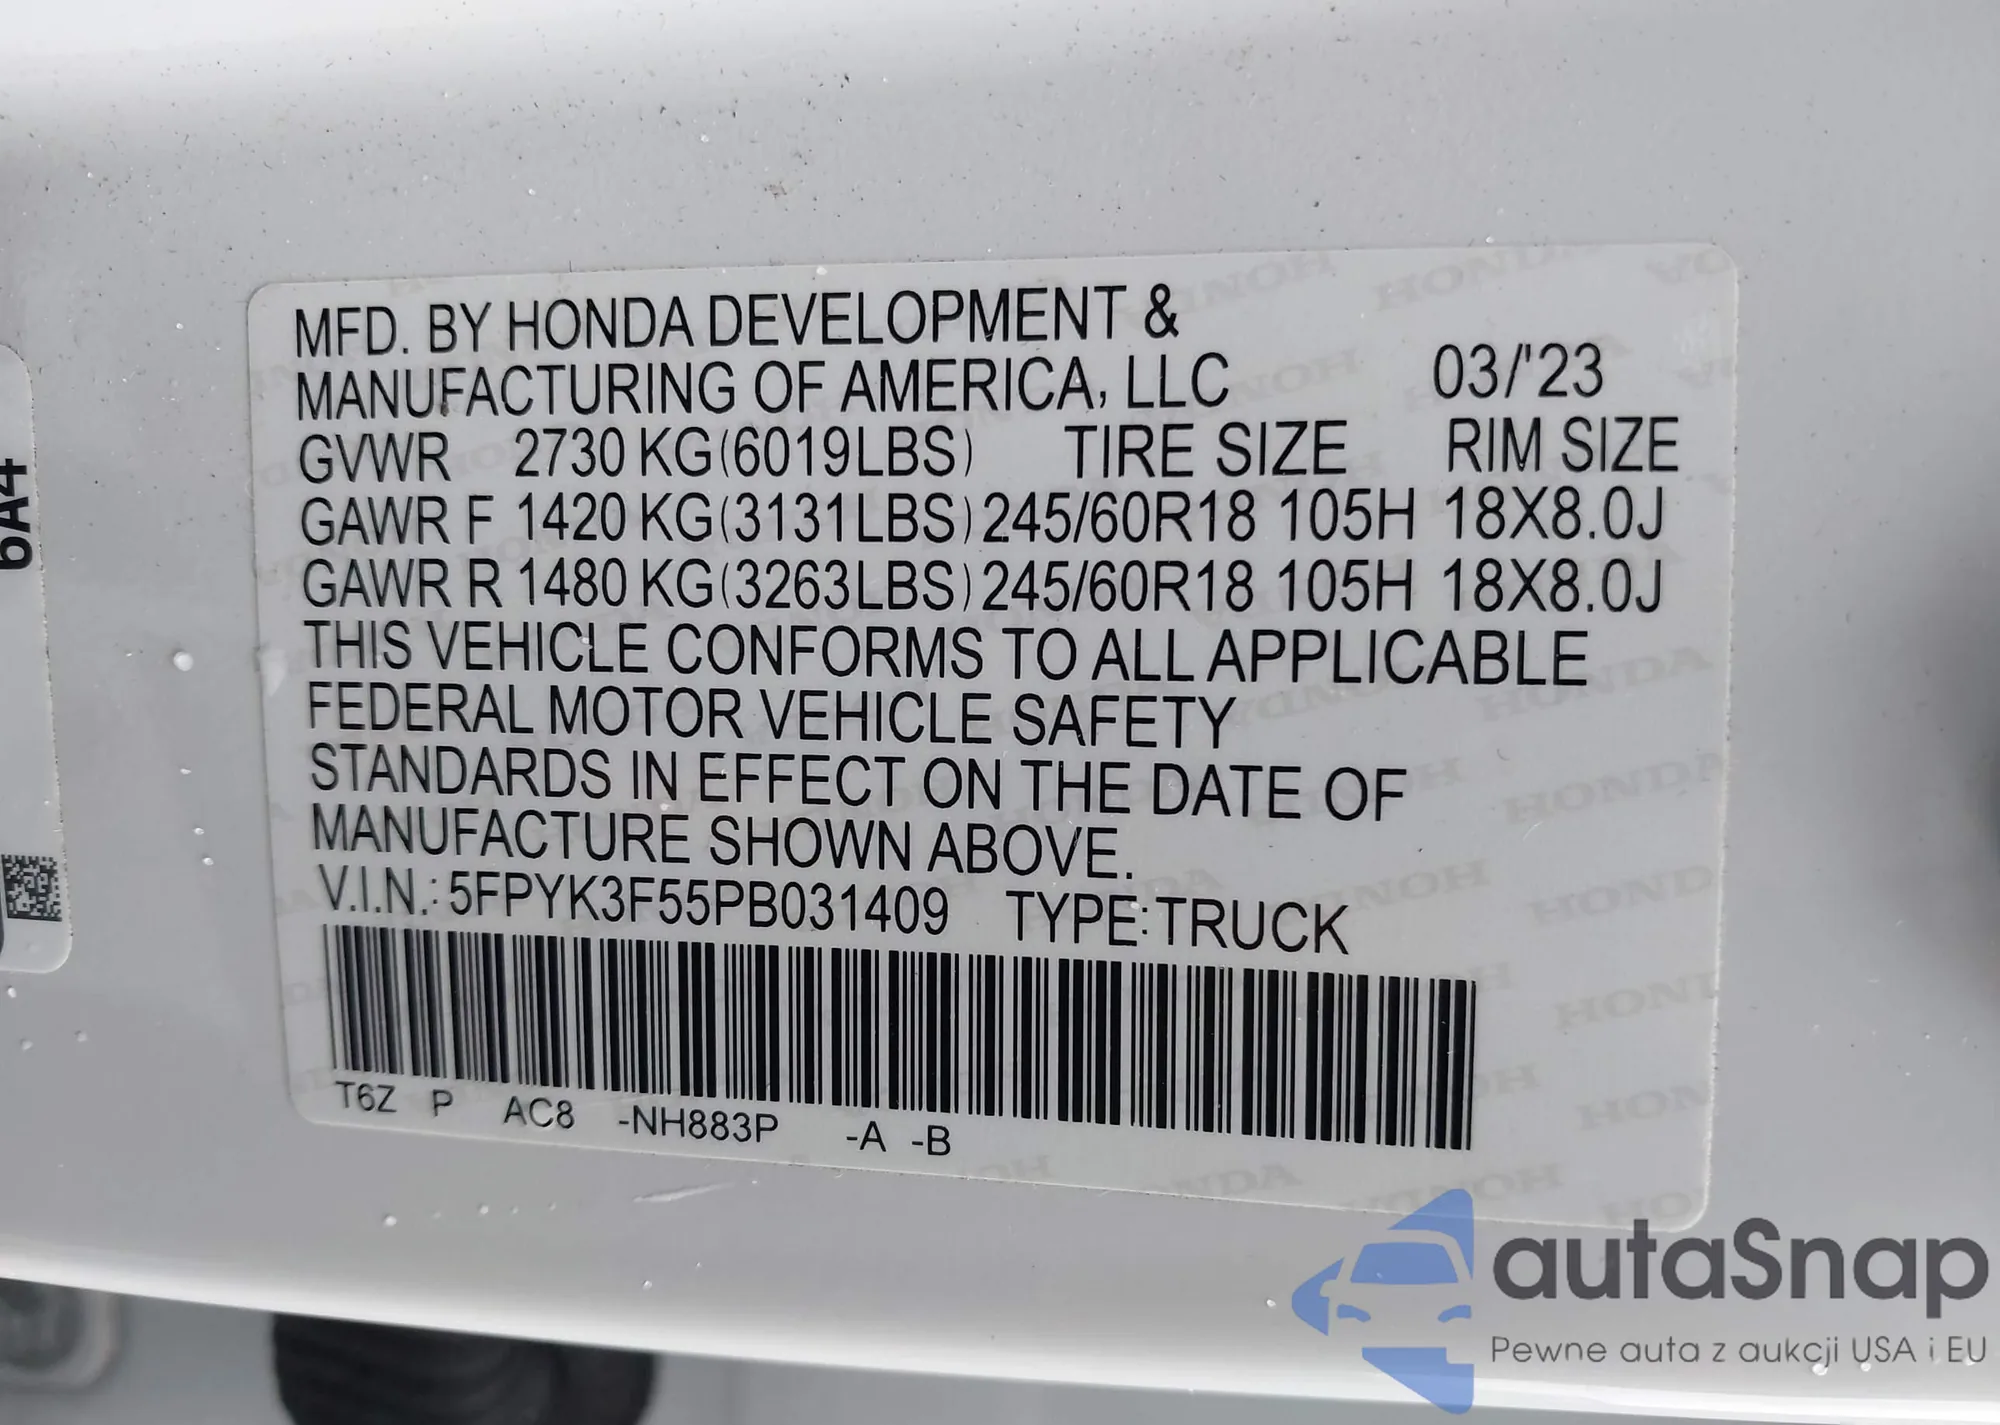 MFD. BY HONDA DEVELOPMENT &
MANUFACTURING OF AMERICA, LLC 03/'23
GVWR 2730 KG(6019LBS) TIRE SIZE RIM SIZE
GAWR F 1420 KG(3131LBS) 245/60R18 105H 18X8.0J
GAWR R 1480 KG(3263LBS) 245/60R18 105H 18X8.0J
THIS VEHICLE CONFORMS TO ALL APPLICABLE
FEDERAL MOTOR VEHICLE SAFETY
STANDARDS IN EFFECT ON THE DATE OF
MANUFACTURE SHOWN ABOVE.
V.I.N.: 5FPYK3F55PB031409 TYPE: TRUCK
T6Z P AC8 -NH883P -A -B
6A4
autaSnap
Pewne auta z aukcji USA i EU